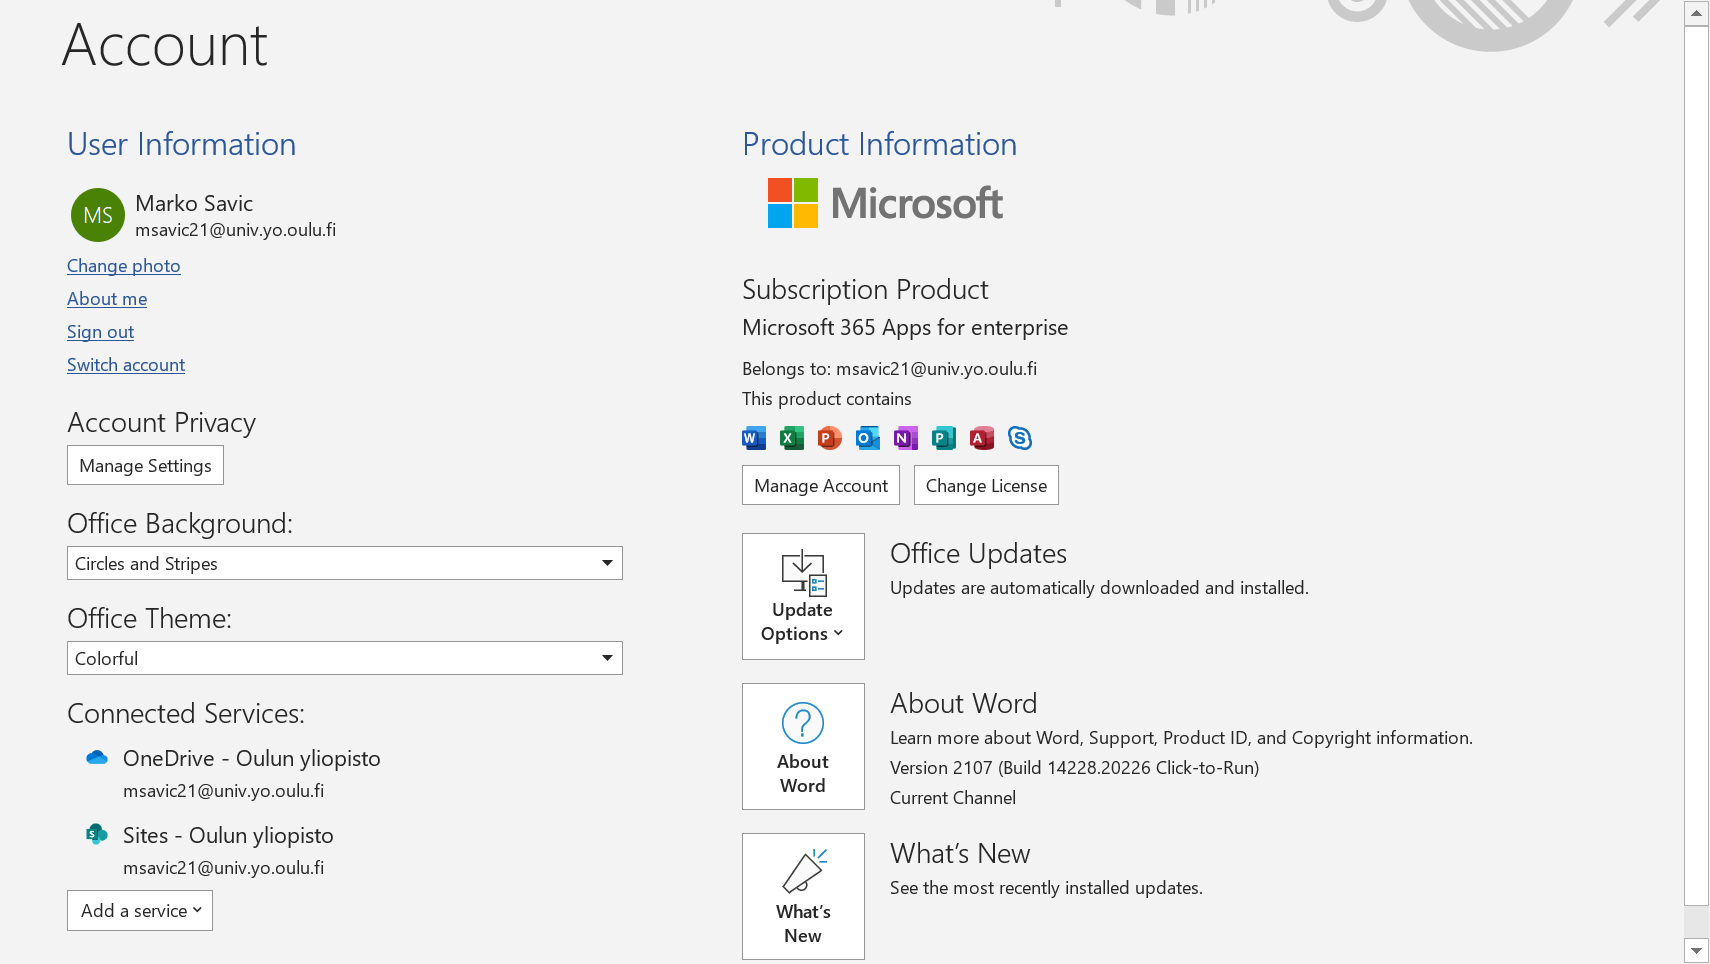 Account
User Information
MS
Marko Savic
msavic21@univ.yo.oulu.fi
Change photo
About me
Sign out
Switch account
Account Privacy
Manage Settings
Office Background:
Circles and Stripes
Office Theme:
Colorful
Connected Services:
OneDrive - Oulun yliopisto
msavic21@univ.yo.oulu.fi
S
Sites - Oulun yliopisto
msavic21@univ.yo.oulu.fi
Add a service
Product Information
Microsoft
Subscription Product
Microsoft 365 Apps for enterprise
Belongs to: msavic21@univ.yo.oulu.fi
This product contains
W X P O N P A S
Manage Account Change License
Update
Options
Office Updates
Updates are automatically downloaded and installed.
About
Word
About Word
Learn more about Word, Support, Product ID, and Copyright information.
Version 2107 (Build 14228.20226 Click-to-Run)
Current Channel
What's
New
What's New
See the most recently installed updates.